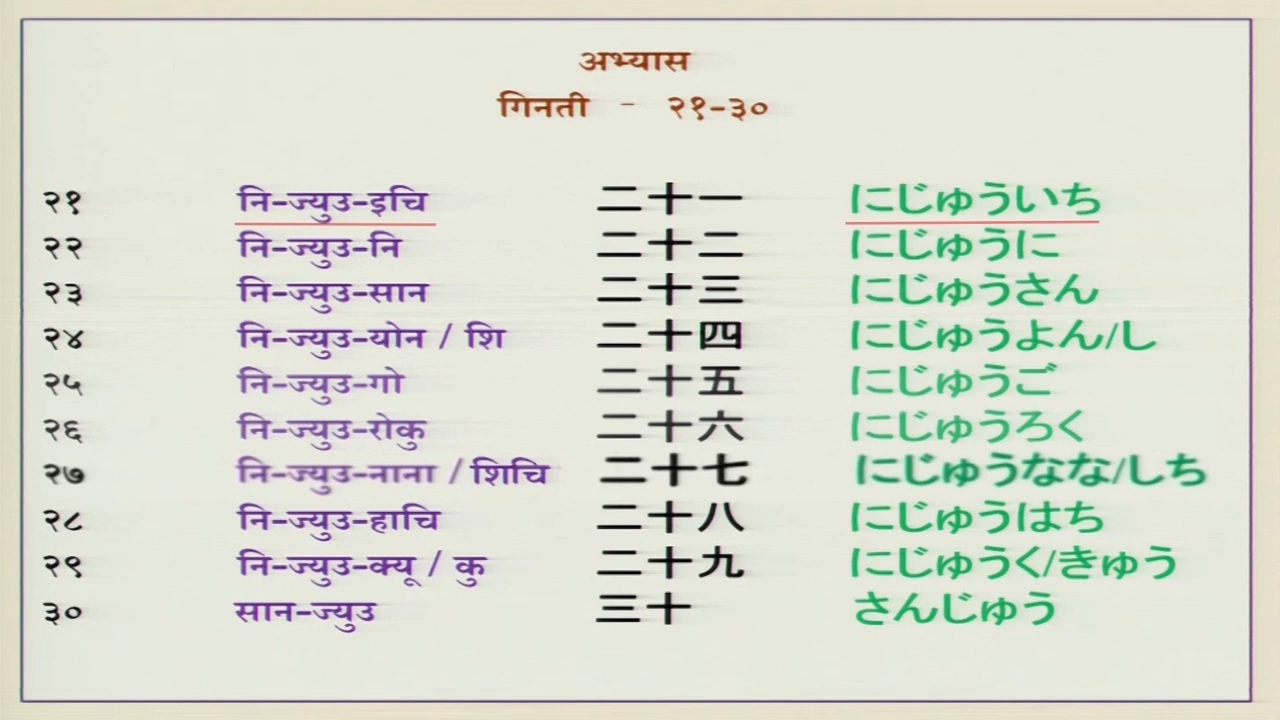 अभ्यास
गिनती - २१-३०
२१ नि-ज्युउ-इचि 二十一 にじゅういち
२२ नि-ज्युउ-नि 二十二 にじゅうに
२३ नि-ज्युउ-सान 二十三 にじゅうさん
२४ नि-ज्युउ-योन / शि 二十四 にじゅうよん/し
२५ नि-ज्युउ-गो 二十五 にじゅうご
२६ नि-ज्युउ-रोकु 二十六 にじゅうろく
२७ नि-ज्युउ-नाना / शिचि 二十七 にじゅうなな/しち
२८ नि-ज्युउ-हाचि 二十八 にじゅうはち
२९ नि-ज्युउ-क्यू / कु 二十九 にじゅうく/きゅう
३० सान-ज्युउ 三十 さんじゅう